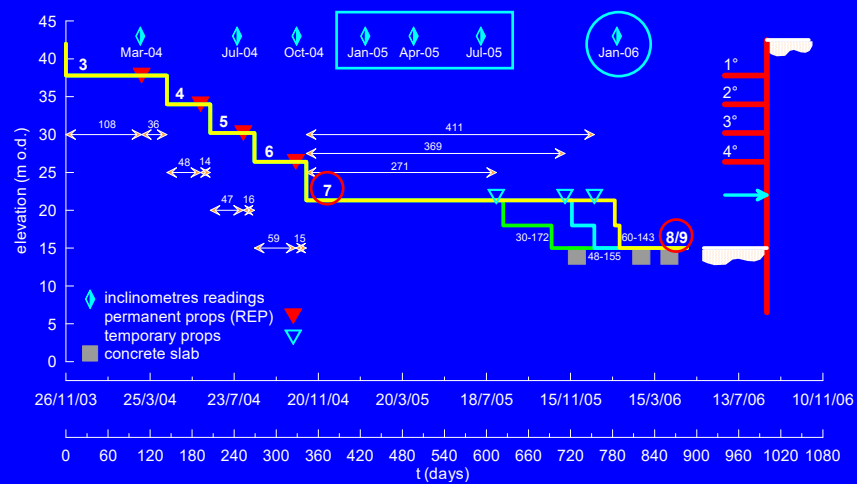 45
40
35
30
25
20
15
10
5
0
elevation (m o.d.)
Mar-04
Jul-04
Oct-04
Jan-05
Apr-05
Jul-05
Jan-06
3
4
5
6
7
8/9
108
36
48
14
47
16
59
15
411
369
271
30-172
48-155
60-143
1°
2°
3°
4°
inclinometres readings
permanent props (REP)
temporary props
concrete slab
26/11/03 25/3/04 23/7/04 20/11/04 20/3/05 18/7/05 15/11/05 15/3/06 13/7/06 10/11/06
0 60 120 180 240 300 360 420 480 540 600 660 720 780 840 900 960 1020 1080
t (days)